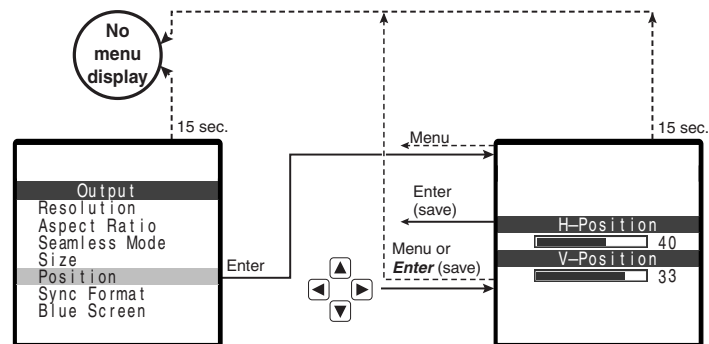 No
menu
display
15 sec.
15 sec.
Output
Resolution
Aspect Ratio
Seamless Mode
Size
Position
Sync Format
Blue Screen
Enter
Menu
Enter
(save)
Menu or
Enter (save)
H–Position
40
V–Position
33